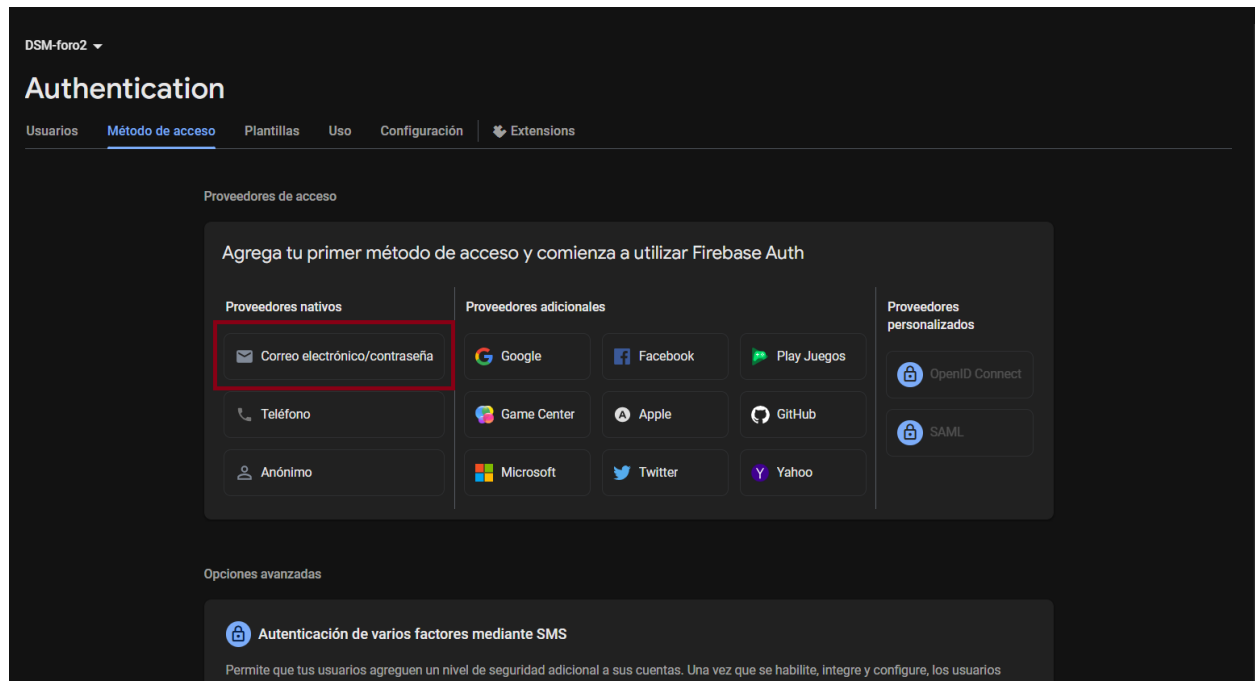 DSM-foro2
Authentication
Usuarios Método de acceso Plantillas Uso Configuración Extensions
Proveedores de acceso
Agrega tu primer método de acceso y comienza a utilizar Firebase Auth
Proveedores nativos
Correo electrónico/contraseña
Teléfono
Anónimo
Proveedores adicionales
Google Facebook Play Juegos
Game Center Apple GitHub
Microsoft Twitter Yahoo
Proveedores
personalizados
OpenID Connect
SAML
Opciones avanzadas
Autenticación de varios factores mediante SMS
Permite que tus usuarios agreguen un nivel de seguridad adicional a sus cuentas. Una vez que se habilite, integre y configure, los usuarios